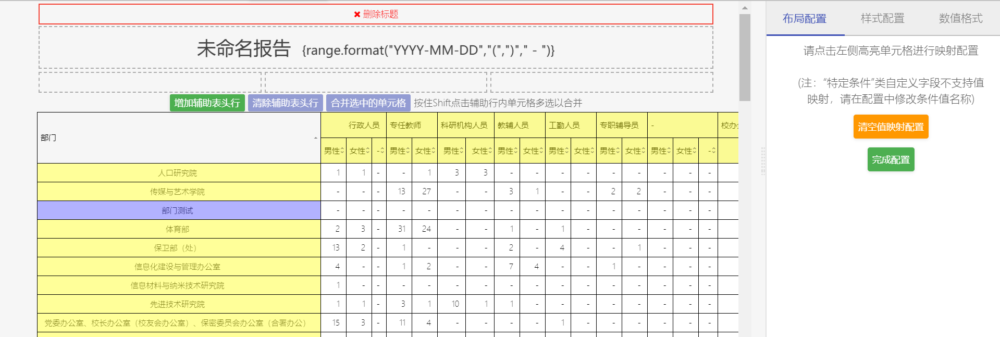 ✖ 删除标题
未命名报告 {range.format("YYYY-MM-DD","(",")"," - ")}
增加辅助表头行 清除辅助表头行 合并选中的单元格 按住Shift点击辅助行内单元格多选以合并
部门 行政人员 专任教师 科研机构人员 教辅人员 工勤人员 专职辅导员 - 校办
男性 女性 - 男性 女性 男性 女性 男性 女性 男性 女性 男性 女性 男性 女性 -
人口研究院 1 1 - - 1 3 3 - - - - - - - - -
传媒与艺术学院 - - - 13 27 - - 3 1 - - 2 2 - - -
部门测试 - - - - - - - - - - - - - - - -
体育部 2 3 - 31 24 - - 1 - 1 - - - - - -
保卫部（处） 13 2 - 1 - - - 2 - 4 - - 1 - - -
信息化建设与管理办公室 4 - - 1 2 - - 7 4 - - 1 - - - -
信息材料与纳米技术研究院 1 - - - - - - - - - - - - - - -
先进技术研究院 1 1 - 3 1 10 1 1 - - - - - - - -
党委办公室、校长办公室（校友会办公室）、保密委员会办公室（合署办公） 15 3 - 11 4 - - - - 1 - - - - - -
布局配置 样式配置 数值格式
请点击左侧高亮单元格进行映射配置
(注：“特定条件”类自定义字段不支持值
映射，请在配置中修改条件值名称)
清空值映射配置
完成配置